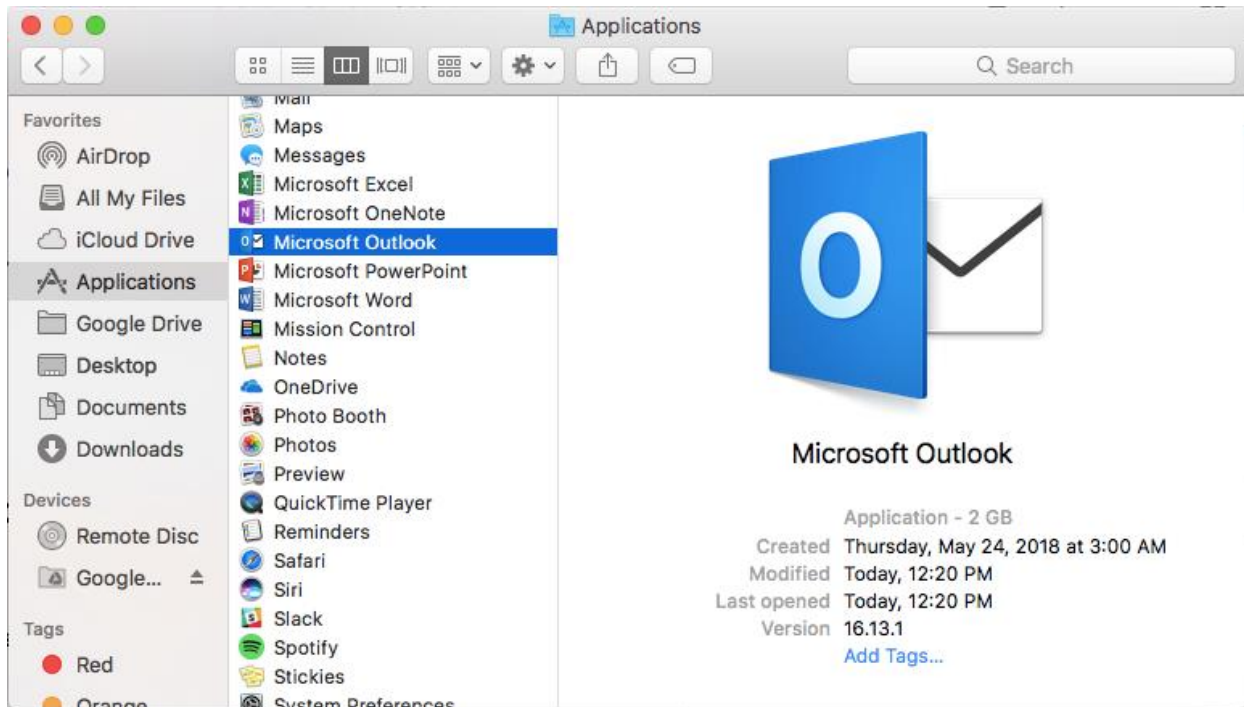 Applications
Search
Favorites
AirDrop
All My Files
iCloud Drive
Applications
Google Drive
Desktop
Documents
Downloads
Devices
Remote Disc
Google...
Tags
Red
Orange
Mail
Maps
Messages
Microsoft Excel
Microsoft OneNote
Microsoft Outlook
Microsoft PowerPoint
Microsoft Word
Mission Control
Notes
OneDrive
Photo Booth
Photos
Preview
QuickTime Player
Reminders
Safari
Siri
Slack
Spotify
Stickies
System Preferences
O
Microsoft Outlook
Application - 2 GB
Created Thursday, May 24, 2018 at 3:00 AM
Modified Today, 12:20 PM
Last opened Today, 12:20 PM
Version 16.13.1
Add Tags...